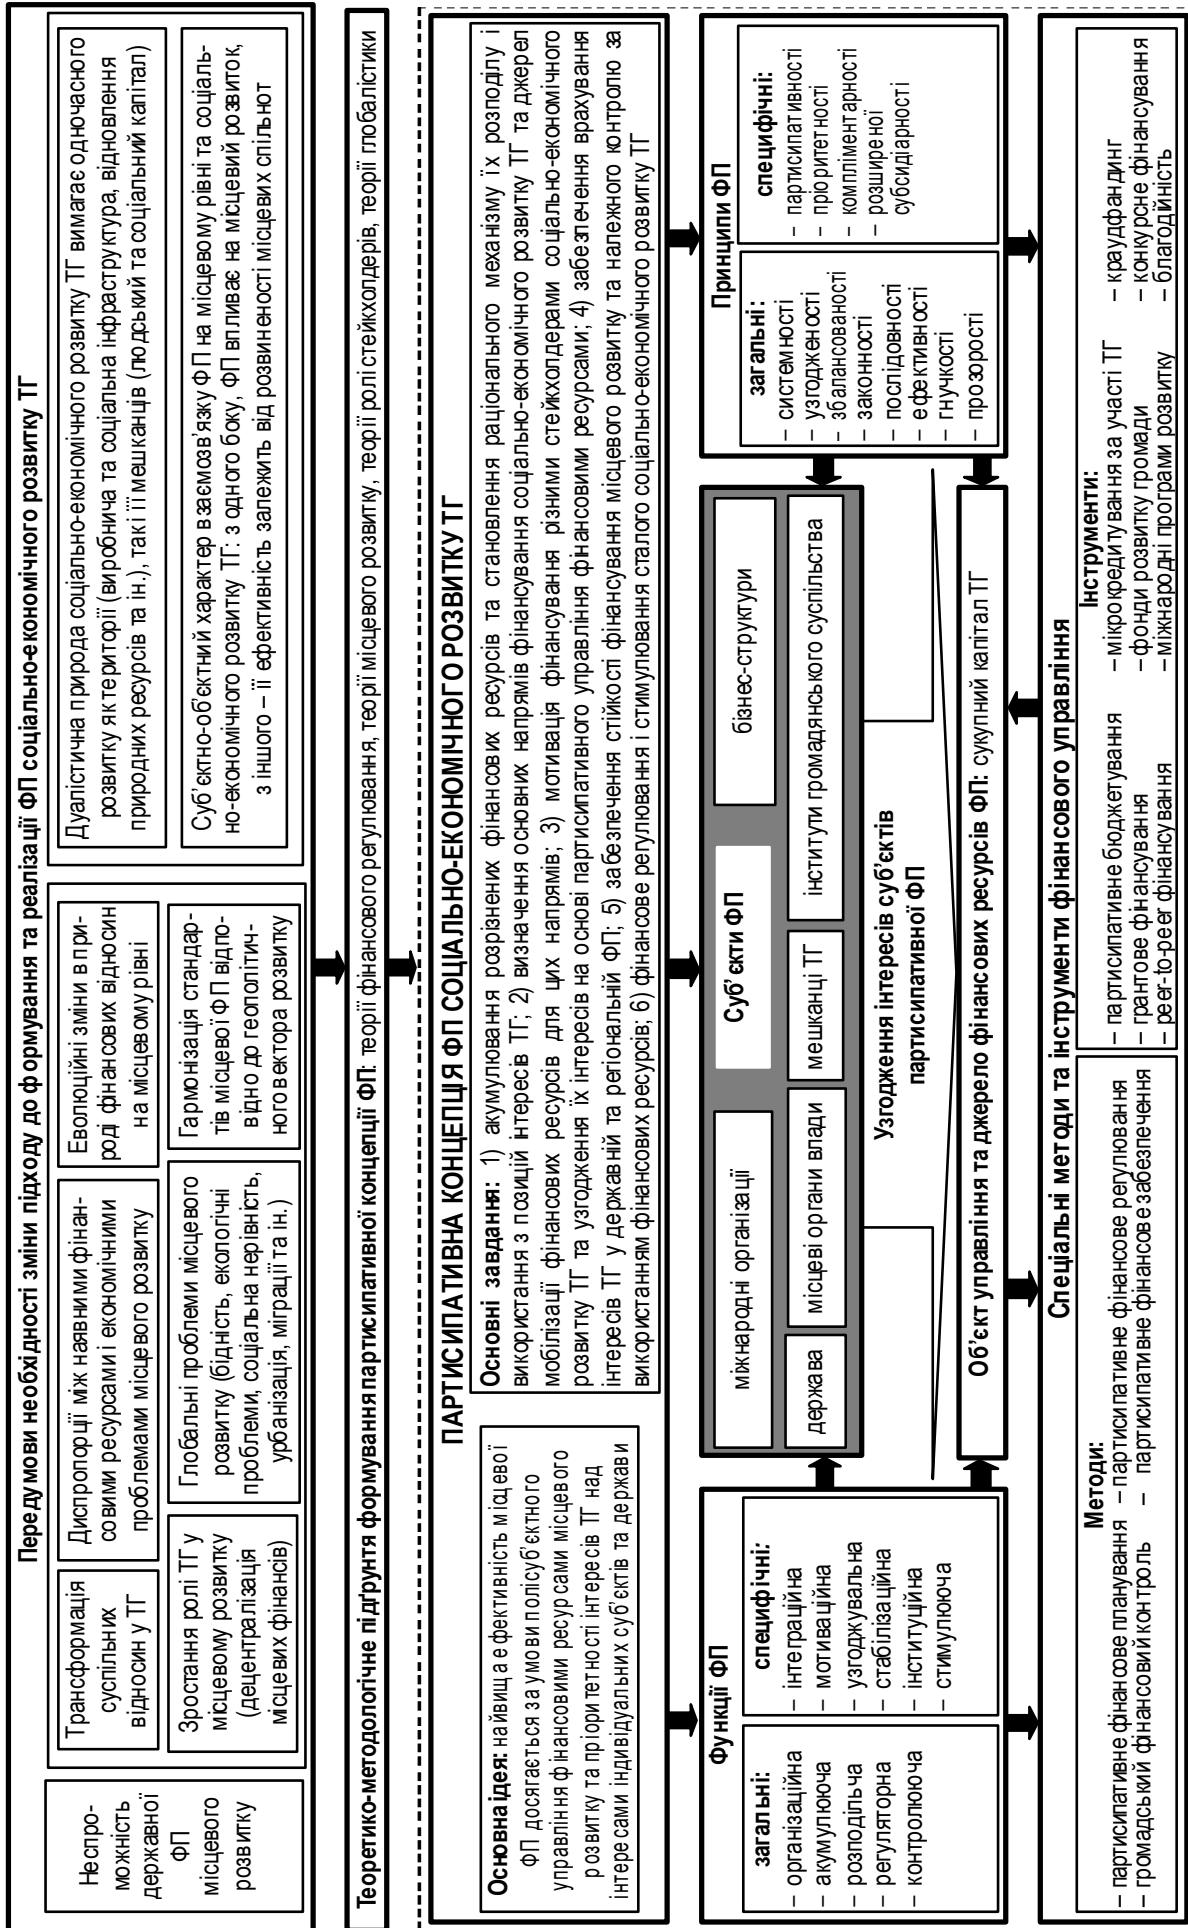 Передумови необхідності зміни підходу до формування та реалізації ФП соціально-економічного розвитку ТГ
Неспро-
можність
державної
ФП
місцевого
розвитку
Трансформація
суспільних
відносин у ТГ
Диспропорції між наявними фінан-
совими ресурсами і економічними
проблемами місцевого розвитку
Еволюційні зміни в при-
роді фінансових відносин
на місцевому рівні
Зростання ролі ТГ у
місцевому розвитку
(децентралізація
місцевих фінансів)
Глобальні проблеми місцевого
розвитку (бідність, екологічні
проблеми, соціальна нерівність,
урбанізація, міграції та ін.)
Гармонізація стандар-
тів місцевої ФП відпо-
відно до геополітич-
ного вектора розвитку
Дуалістична природа соціально-економічного розвитку ТГ вимагає одночасного
розвитку як території (виробнича та соціальна інфраструктура, відновлення
природних ресурсів та ін.), так і її мешканців (людський та соціальний капітал)
Суб’єктно-об’єктний характер взаємозв’язку ФП на місцевому рівні та соціаль-
но-економічного розвитку ТГ: з одного боку, ФП впливає на місцевий розвиток,
з іншого – її ефективність залежить від розвиненості місцевих спільнот
Теоретико-методологічне підґрунтя формування партисипативної концепції ФП: теорії фінансового регулювання, теорії місцевого розвитку, теорії ролі стейкхолдерів, теорії глобалістики
ПАРТИСИПАТИВНА КОНЦЕПЦІЯ ФП СОЦІАЛЬНО-ЕКОНОМІЧНОГО РОЗВИТКУ ТГ
Основна ідея: найвища ефективність місцевої
ФП досягається за умови полісуб’єктного
управління фінансовими ресурсами місцевого
розвитку та пріоритетності інтересів ТГ над
інтересами індивідуальних суб’єктів та держави
Основні завдання: 1) акумулювання розрізнених фінансових ресурсів та становлення раціонального механізму їх розподілу і
використання з позицій інтересів ТГ; 2) визначення основних напрямів фінансування соціально-економічного розвитку ТГ та джерел
мобілізації фінансових ресурсів для цих напрямів; 3) мотивація фінансування різними стейкхолдерами соціально-економічного
розвитку ТГ та узгодження їх інтересів на основі партисипативного управління фінансовими ресурсами; 4) забезпечення врахування
інтересів ТГ у державній та регіональній ФП; 5) забезпечення стійкості фінансування місцевого розвитку та належного контролю за
використанням фінансових ресурсів; 6) фінансове регулювання і стимулювання сталого соціально-економічного розвитку ТГ
Функції ФП
загальні:
– організаційна
– акумулююча
– розподільча
– регуляторна
– контролююча
специфічні:
– інтеграційна
– мотиваційна
– узгоджувальна
– стабілізаційна
– інституційна
– стимулююча
Суб’єкти ФП
міжнародні організації
бізнес-структури
держава
місцеві органи влади
мешканці ТГ
інститути громадянського суспільства
Узгодження інтересів суб’єктів
партисипативної ФП
Об’єкт управління та джерело фінансових ресурсів ФП: сукупний капітал ТГ
Принципи ФП
загальні:
– системності
– узгодженості
– збалансованості
– законності
– послідовності
– ефективності
– гнучкості
– прозорості
специфічні:
– партисипативності
– пріоритетності
– компліментарності
– розширеної
субсидіарності
Спеціальні методи та інструменти фінансового управління
Методи:
– партисипативне фінансове планування – партисипативне фінансове регулювання
– громадський фінансовий контроль – партисипативне фінансове забезпечення
Інструменти:
– партисипативне бюджетування – мікрокредитування за участі ТГ – краудфандинг
– грантове фінансування – фонди розвитку громади – конкурсне фінансування
– peer-to-peer фінансування – міжнародні програми розвитку – благодійність